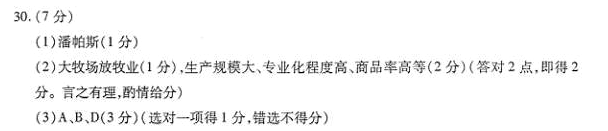 30.(7分)
(1)潘帕斯(1分)
(2)大牧场放牧业(1分),生产规模大、专业化程度高、商品率高等(2分)(答对2点,即得2
分。言之有理,酌情给分)
(3)A、B、D(3分)(选对一项得1分,错选不得分)